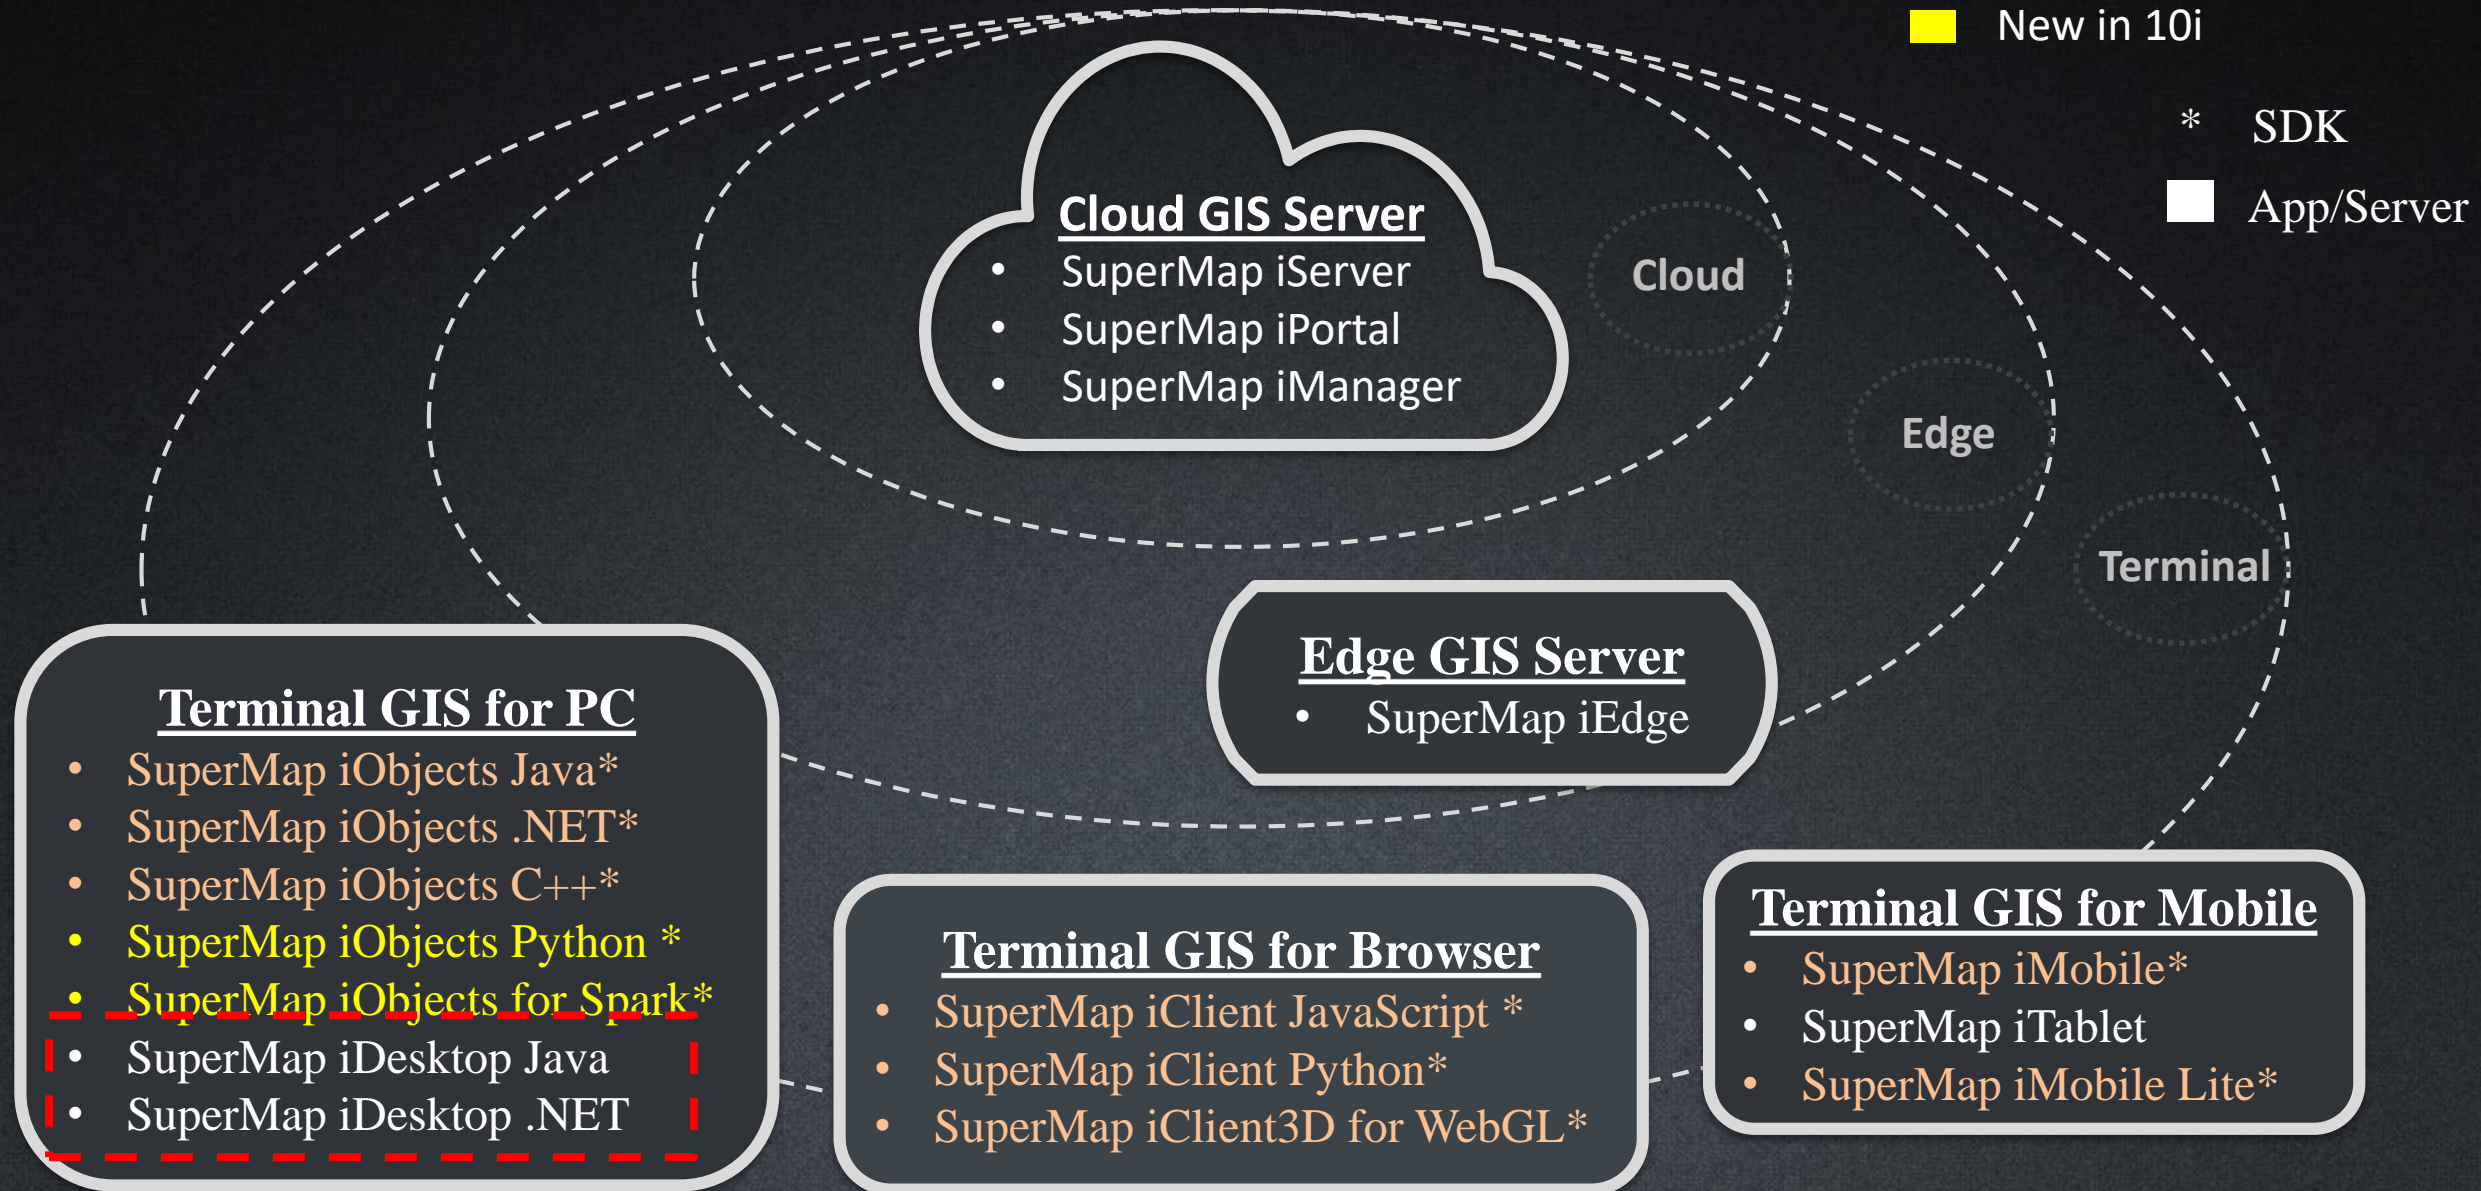 New in 10i
* SDK
App/Server
Cloud GIS Server
• SuperMap iServer
• SuperMap iPortal
• SuperMap iManager
Cloud
Edge
Terminal
Edge GIS Server
• SuperMap iEdge
Terminal GIS for PC
• SuperMap iObjects Java*
• SuperMap iObjects .NET*
• SuperMap iObjects C++*
• SuperMap iObjects Python *
• SuperMap iObjects for Spark*
• SuperMap iDesktop Java
• SuperMap iDesktop .NET
Terminal GIS for Browser
• SuperMap iClient JavaScript *
• SuperMap iClient Python*
• SuperMap iClient3D for WebGL*
Terminal GIS for Mobile
• SuperMap iMobile*
• SuperMap iTablet
• SuperMap iMobile Lite*